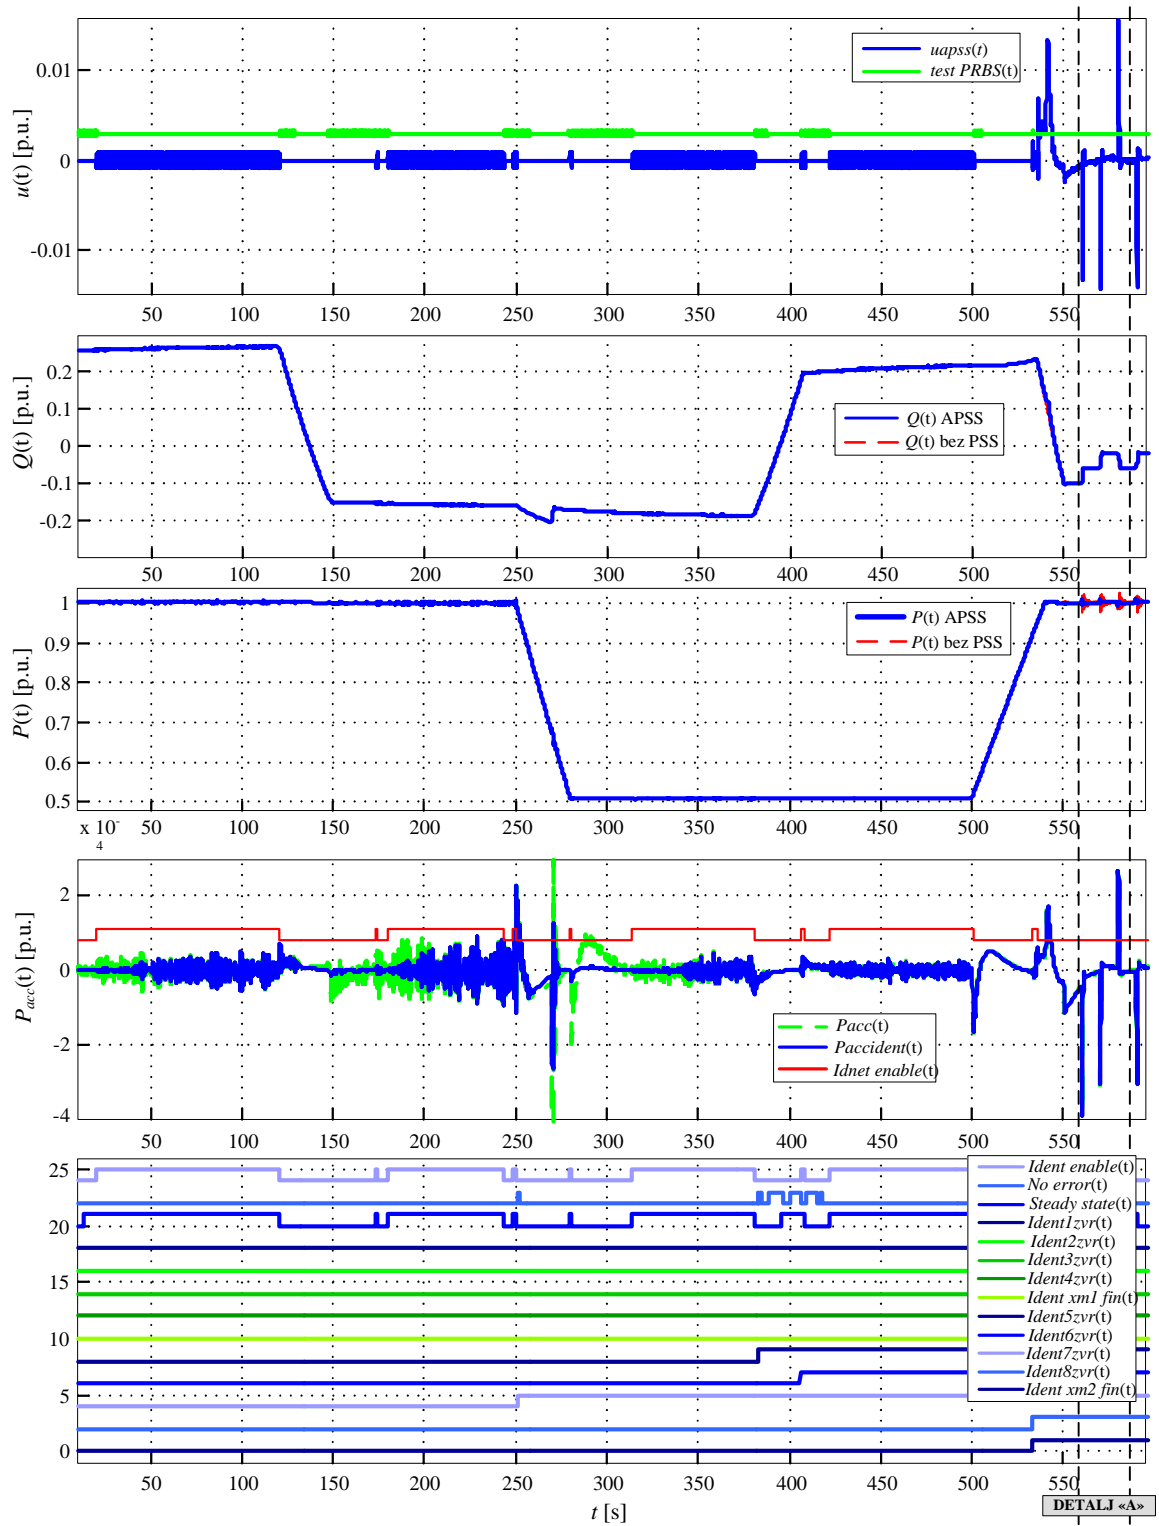 uapss(t)
test PRBS(t)
0.01
0
-0.01
u(t) [p.u.]
50 100 150 200 250 300 350 400 450 500 550
0.2
0.1
0
-0.1
-0.2
Q(t) [p.u.]
Q(t) APSS
Q(t) bez PSS
50 100 150 200 250 300 350 400 450 500 550
1
0.9
0.8
0.7
0.6
0.5
P(t) [p.u.]
P(t) APSS
P(t) bez PSS
x 10-
4
50 100 150 200 250 300 350 400 450 500 550
2
0
-2
-4
Pacc(t) [p.u.]
Pacc(t)
Paccident(t)
Idnet enable(t)
50 100 150 200 250 300 350 400 450 500 550
25
20
15
10
5
0
Ident enable(t)
No error(t)
Steady state(t)
Ident1zvr(t)
Ident2zvr(t)
Ident3zvr(t)
Ident4zvr(t)
Ident xm1 fin(t)
Ident5zvr(t)
Ident6zvr(t)
Ident7zvr(t)
Ident8zvr(t)
Ident xm2 fin(t)
50 100 150 200 250 300 350 400 450 500 550
t [s]
DETALJ «A»